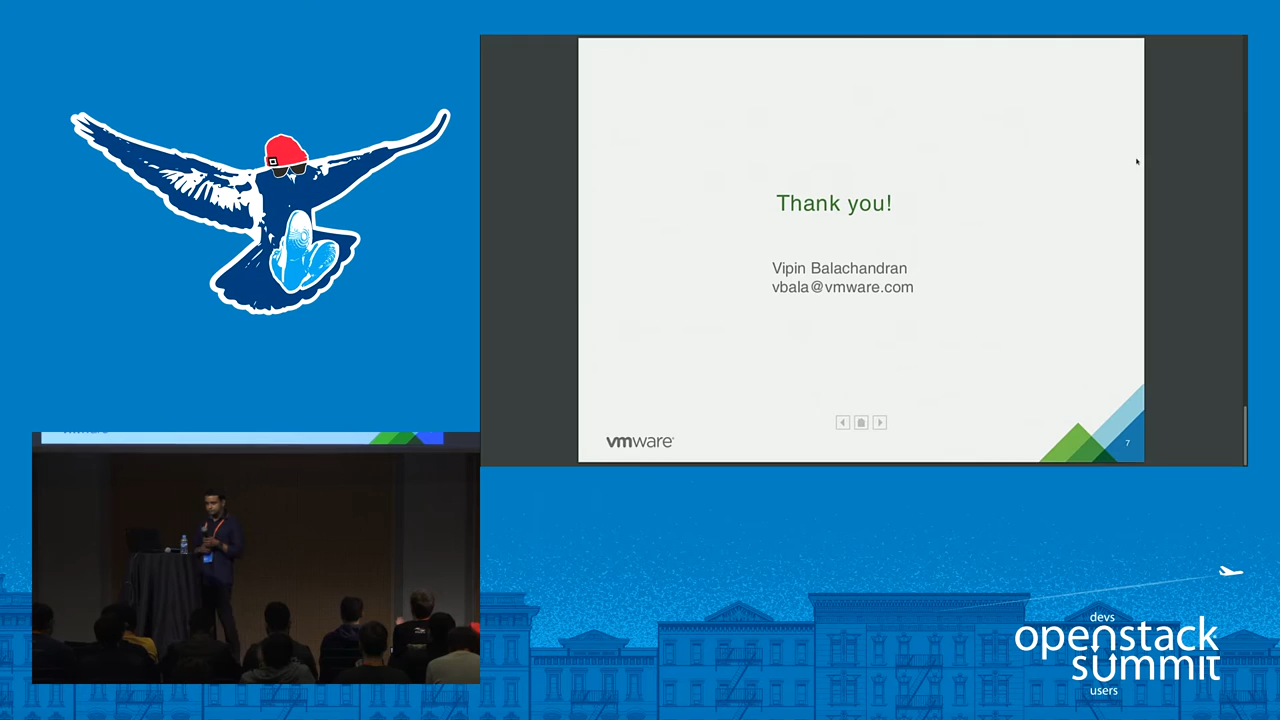 Thank you!
Vipin Balachandran
vbala@vmware.com
vmware
7
devs
openstack
summit
users